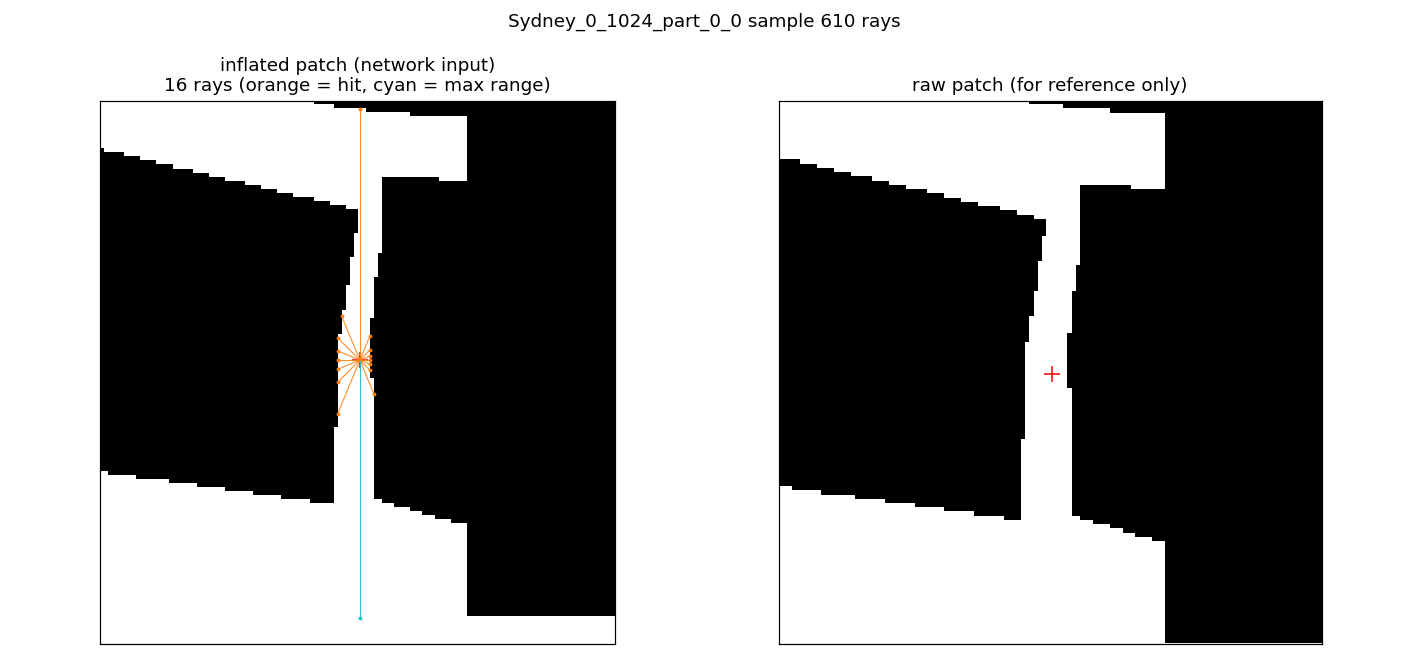 Sydney_0_1024_part_0_0 sample 610 rays
inflated patch (network input)
16 rays (orange = hit, cyan = max range)
raw patch (for reference only)